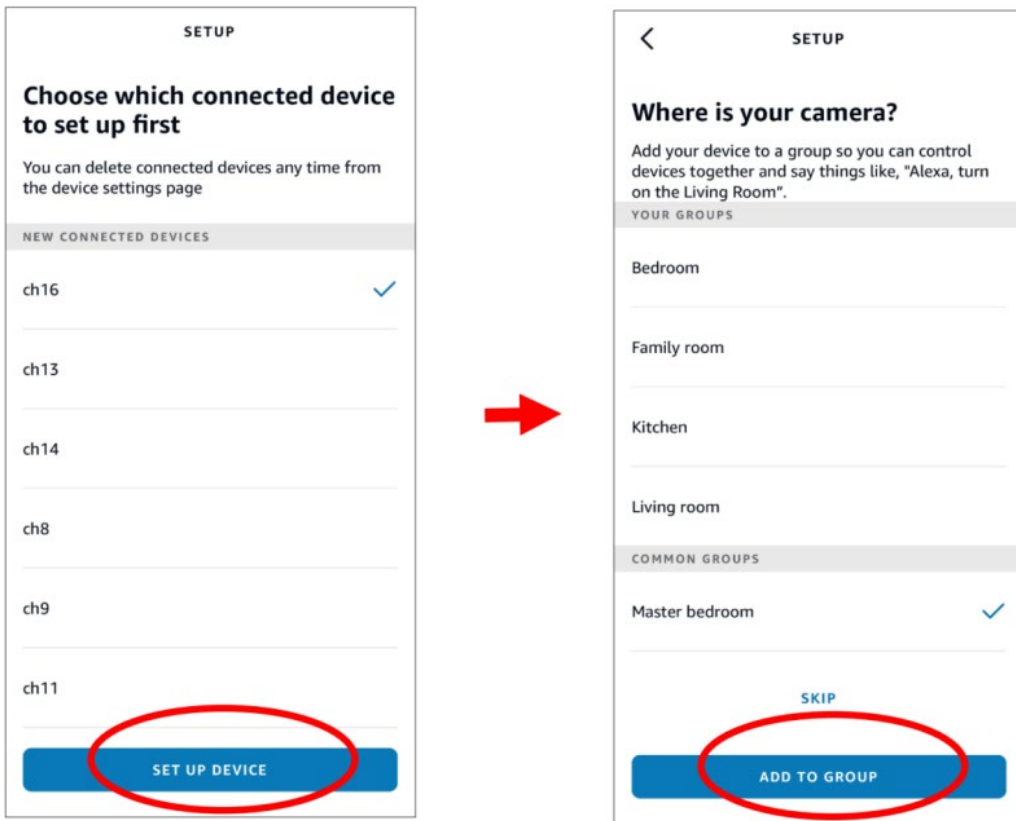 SETUP
Choose which connected device
to set up first
You can delete connected devices any time from
the device settings page
NEW CONNECTED DEVICES
ch16
ch13
ch14
ch8
ch9
ch11
SET UP DEVICE
SETUP
Where is your camera?
Add your device to a group so you can control
devices together and say things like, "Alexa, turn
on the Living Room".
YOUR GROUPS
Bedroom
Family room
Kitchen
Living room
COMMON GROUPS
Master bedroom
SKIP
ADD TO GROUP